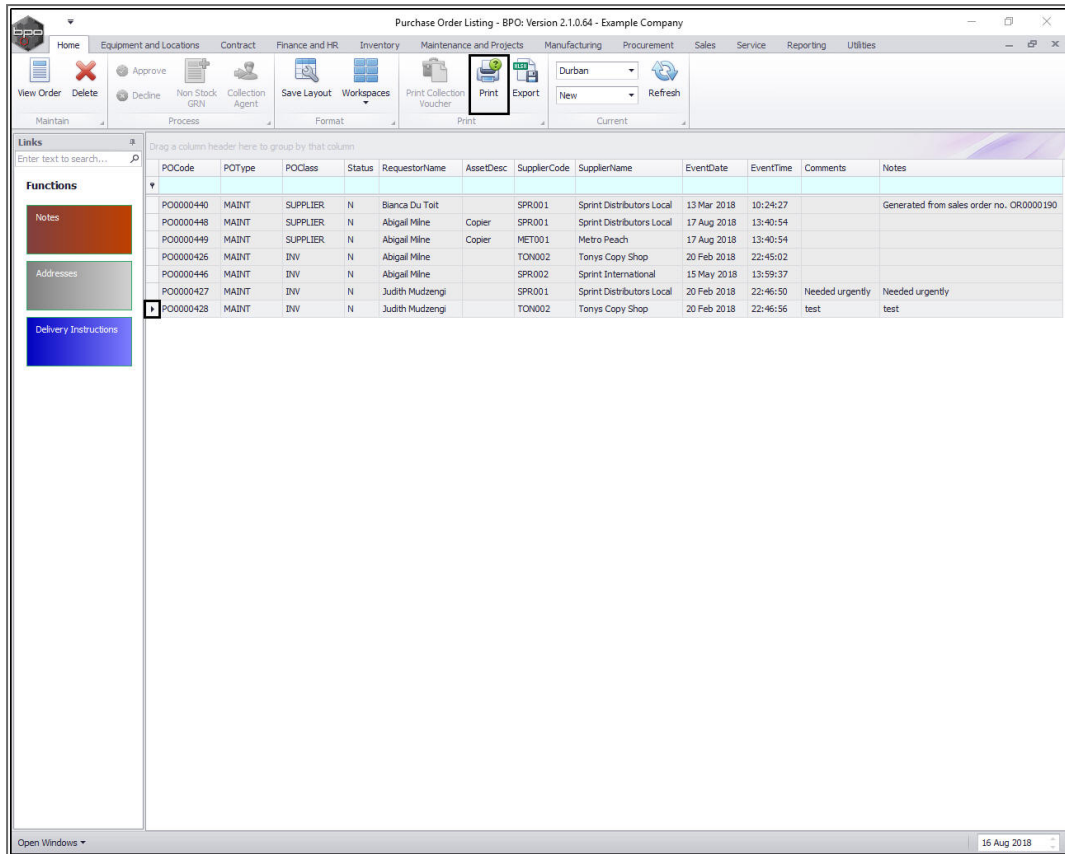 Purchase Order Listing - BPO: Version 2.1.0.64 - Example Company
bpo
Home Equipment and Locations Contract Finance and HR Inventory Maintenance and Projects Manufacturing Procurement Sales Service Reporting Utilities
View Order Delete Approve Decline Non Stock GRN Collection Agent Save Layout Workspaces Print Collection Voucher Print Export Durban New Refresh
Maintain Process Format Print Current
Links
Enter text to search...
Functions
Notes
Addresses
Delivery Instructions
Drag a column header here to group by that column
POCode POType POClass Status RequestorName AssetDesc SupplierCode SupplierName EventDate EventTime Comments Notes
PO0000440 MAINT SUPPLIER N Bianca Du Toit SPR001 Sprint Distributors Local 13 Mar 2018 10:24:27 Generated from sales order no. OR0000190
PO0000448 MAINT SUPPLIER N Abigail Milne Copier SPR001 Sprint Distributors Local 17 Aug 2018 13:40:54
PO0000449 MAINT SUPPLIER N Abigail Milne Copier MET001 Metro Peach 17 Aug 2018 13:40:54
PO0000426 MAINT INV N Abigail Milne TON002 Tonys Copy Shop 20 Feb 2018 22:45:02
PO0000446 MAINT INV N Abigail Milne SPR002 Sprint International 15 May 2018 13:59:37
PO0000427 MAINT INV N Judith Mudzengi SPR001 Sprint Distributors Local 20 Feb 2018 22:46:50 Needed urgently Needed urgently
PO0000428 MAINT INV N Judith Mudzengi TON002 Tonys Copy Shop 20 Feb 2018 22:46:56 test test
Open Windows
16 Aug 2018